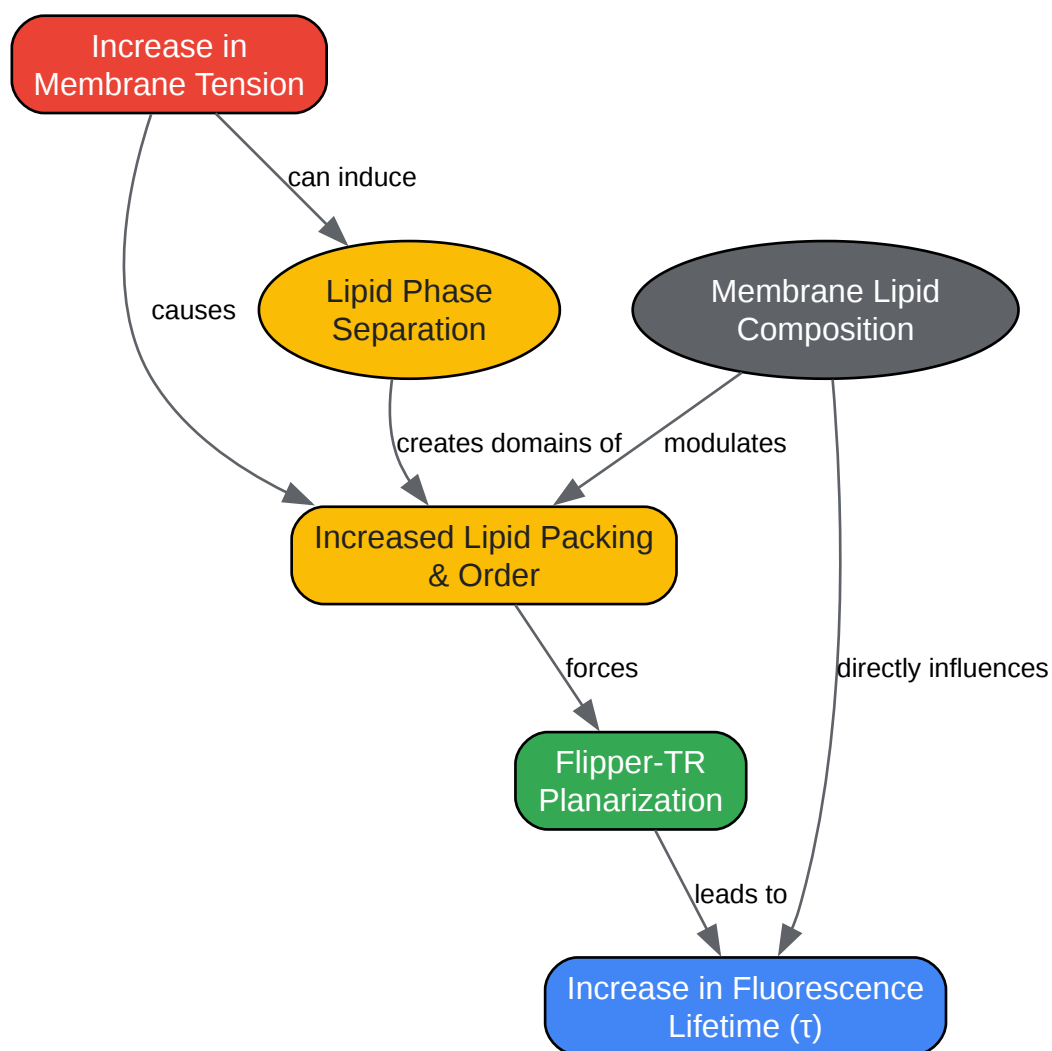 Increase in
Membrane Tension
can induce
causes
Lipid Phase
Separation
Membrane Lipid
Composition
creates domains of
modulates
Increased Lipid Packing
& Order
forces
directly influences
Flipper-TR
Planarization
leads to
Increase in Fluorescence
Lifetime (τ)